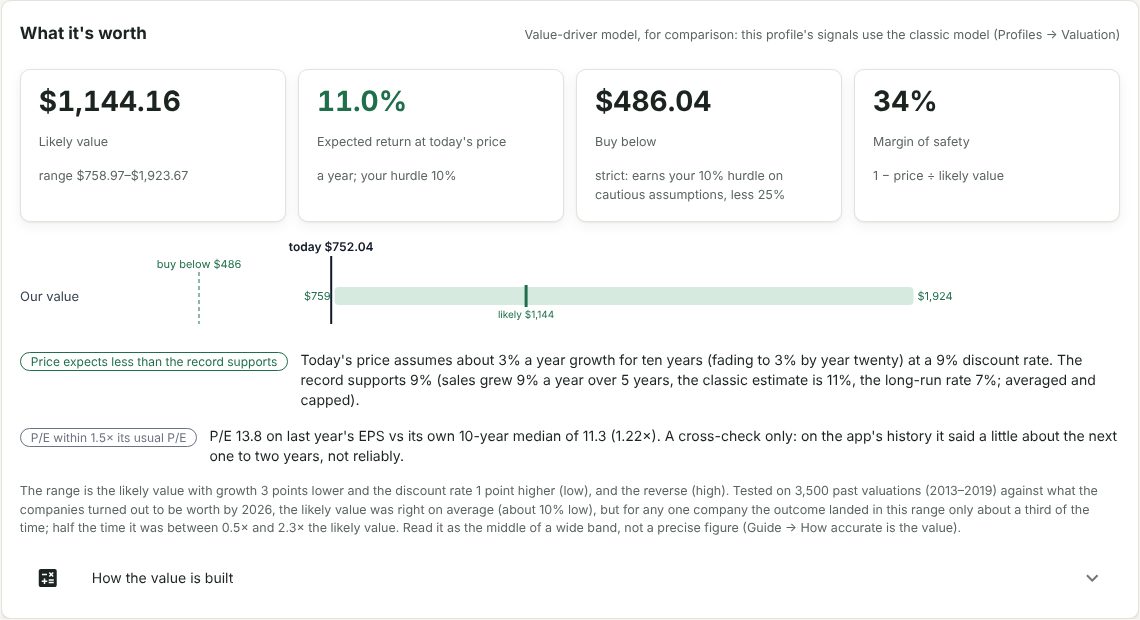 What it's worth
Value-driver model, for comparison: this profile's signals use the classic model (Profiles → Valuation)
$1,144.16
Likely value
range $758.97–$1,923.67
11.0%
Expected return at today's price
a year; your hurdle 10%
$486.04
Buy below
strict: earns your 10% hurdle on
cautious assumptions, less 25%
34%
Margin of safety
1 − price ÷ likely value
today $752.04
buy below $486
Our value
$759
$1,924
likely $1,144
Price expects less than the record supports
Today's price assumes about 3% a year growth for ten years (fading to 3% by year twenty) at a 9% discount rate. The
record supports 9% (sales grew 9% a year over 5 years, the classic estimate is 11%, the long-run rate 7%; averaged and
capped).
P/E within 1.5× its usual P/E
P/E 13.8 on last year's EPS vs its own 10-year median of 11.3 (1.22×). A cross-check only: on the app's history it said a little about the next
one to two years, not reliably.
The range is the likely value with growth 3 points lower and the discount rate 1 point higher (low), and the reverse (high). Tested on 3,500 past valuations (2013–2019) against what the
companies turned out to be worth by 2026, the likely value was right on average (about 10% low), but for any one company the outcome landed in this range only about a third of the
time; half the time it was between 0.5× and 2.3× the likely value. Read it as the middle of a wide band, not a precise figure (Guide → How accurate is the value).
How the value is built